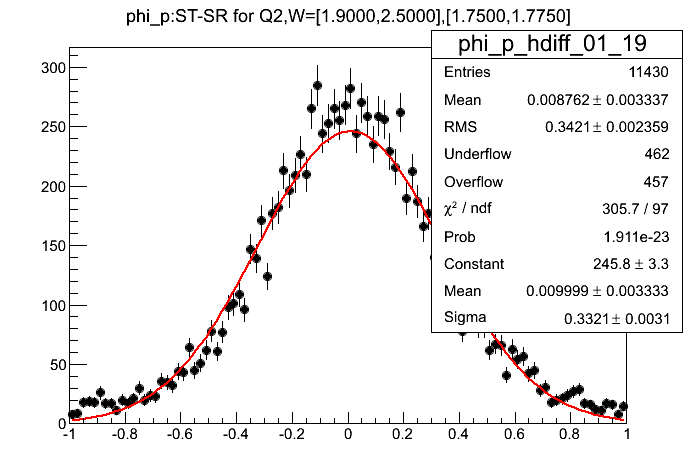 phi_p:ST-SR for Q2,W=[1.9000,2.5000],[1.7500,1.7750]
phi_p_hdiff_01_19
Entries 11430
Mean 0.008762 ± 0.003337
RMS 0.3421 ± 0.002359
Underflow 462
Overflow 457
χ² / ndf 305.7 / 97
Prob 1.911e-23
Constant 245.8 ± 3.3
Mean 0.009999 ± 0.003333
Sigma 0.3321 ± 0.0031
300
250
200
150
100
50
0
-1 -0.8 -0.6 -0.4 -0.2 0 0.2 0.4 0.6 0.8 1